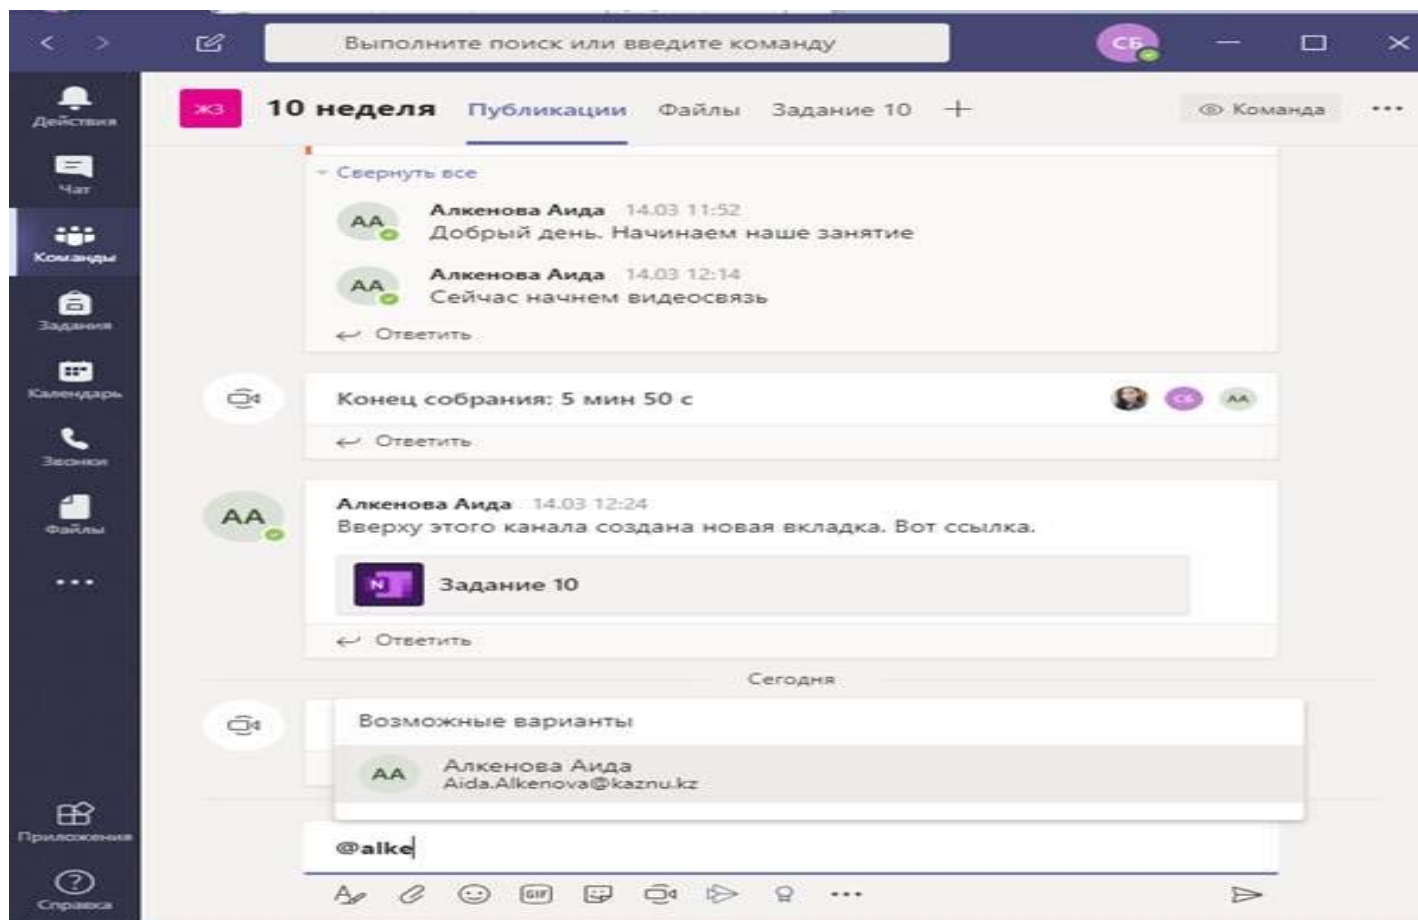 Выполните поиск или введите команду
СБ
Действия
Чат
Команды
Задания
Календарь
Звонки
Файлы
Приложения
Справка
ЖЗ
10 неделя Публикации Файлы Задание 10
Команда
Свернуть все
АА
Алкенова Аида 14.03 11:52
Добрый день. Начинаем наше занятие
АА
Алкенова Аида 14.03 12:14
Сейчас начнем видеосвязь
Ответить
Конец собрания: 5 мин 50 с
СБ
АА
Ответить
АА
Алкенова Аида 14.03 12:24
Вверху этого канала создана новая вкладка. Вот ссылка.
N
Задание 10
Ответить
Сегодня
Возможные варианты
АА
Алкенова Аида
Aida.Alkenova@kaznu.kz
@alke
GIF